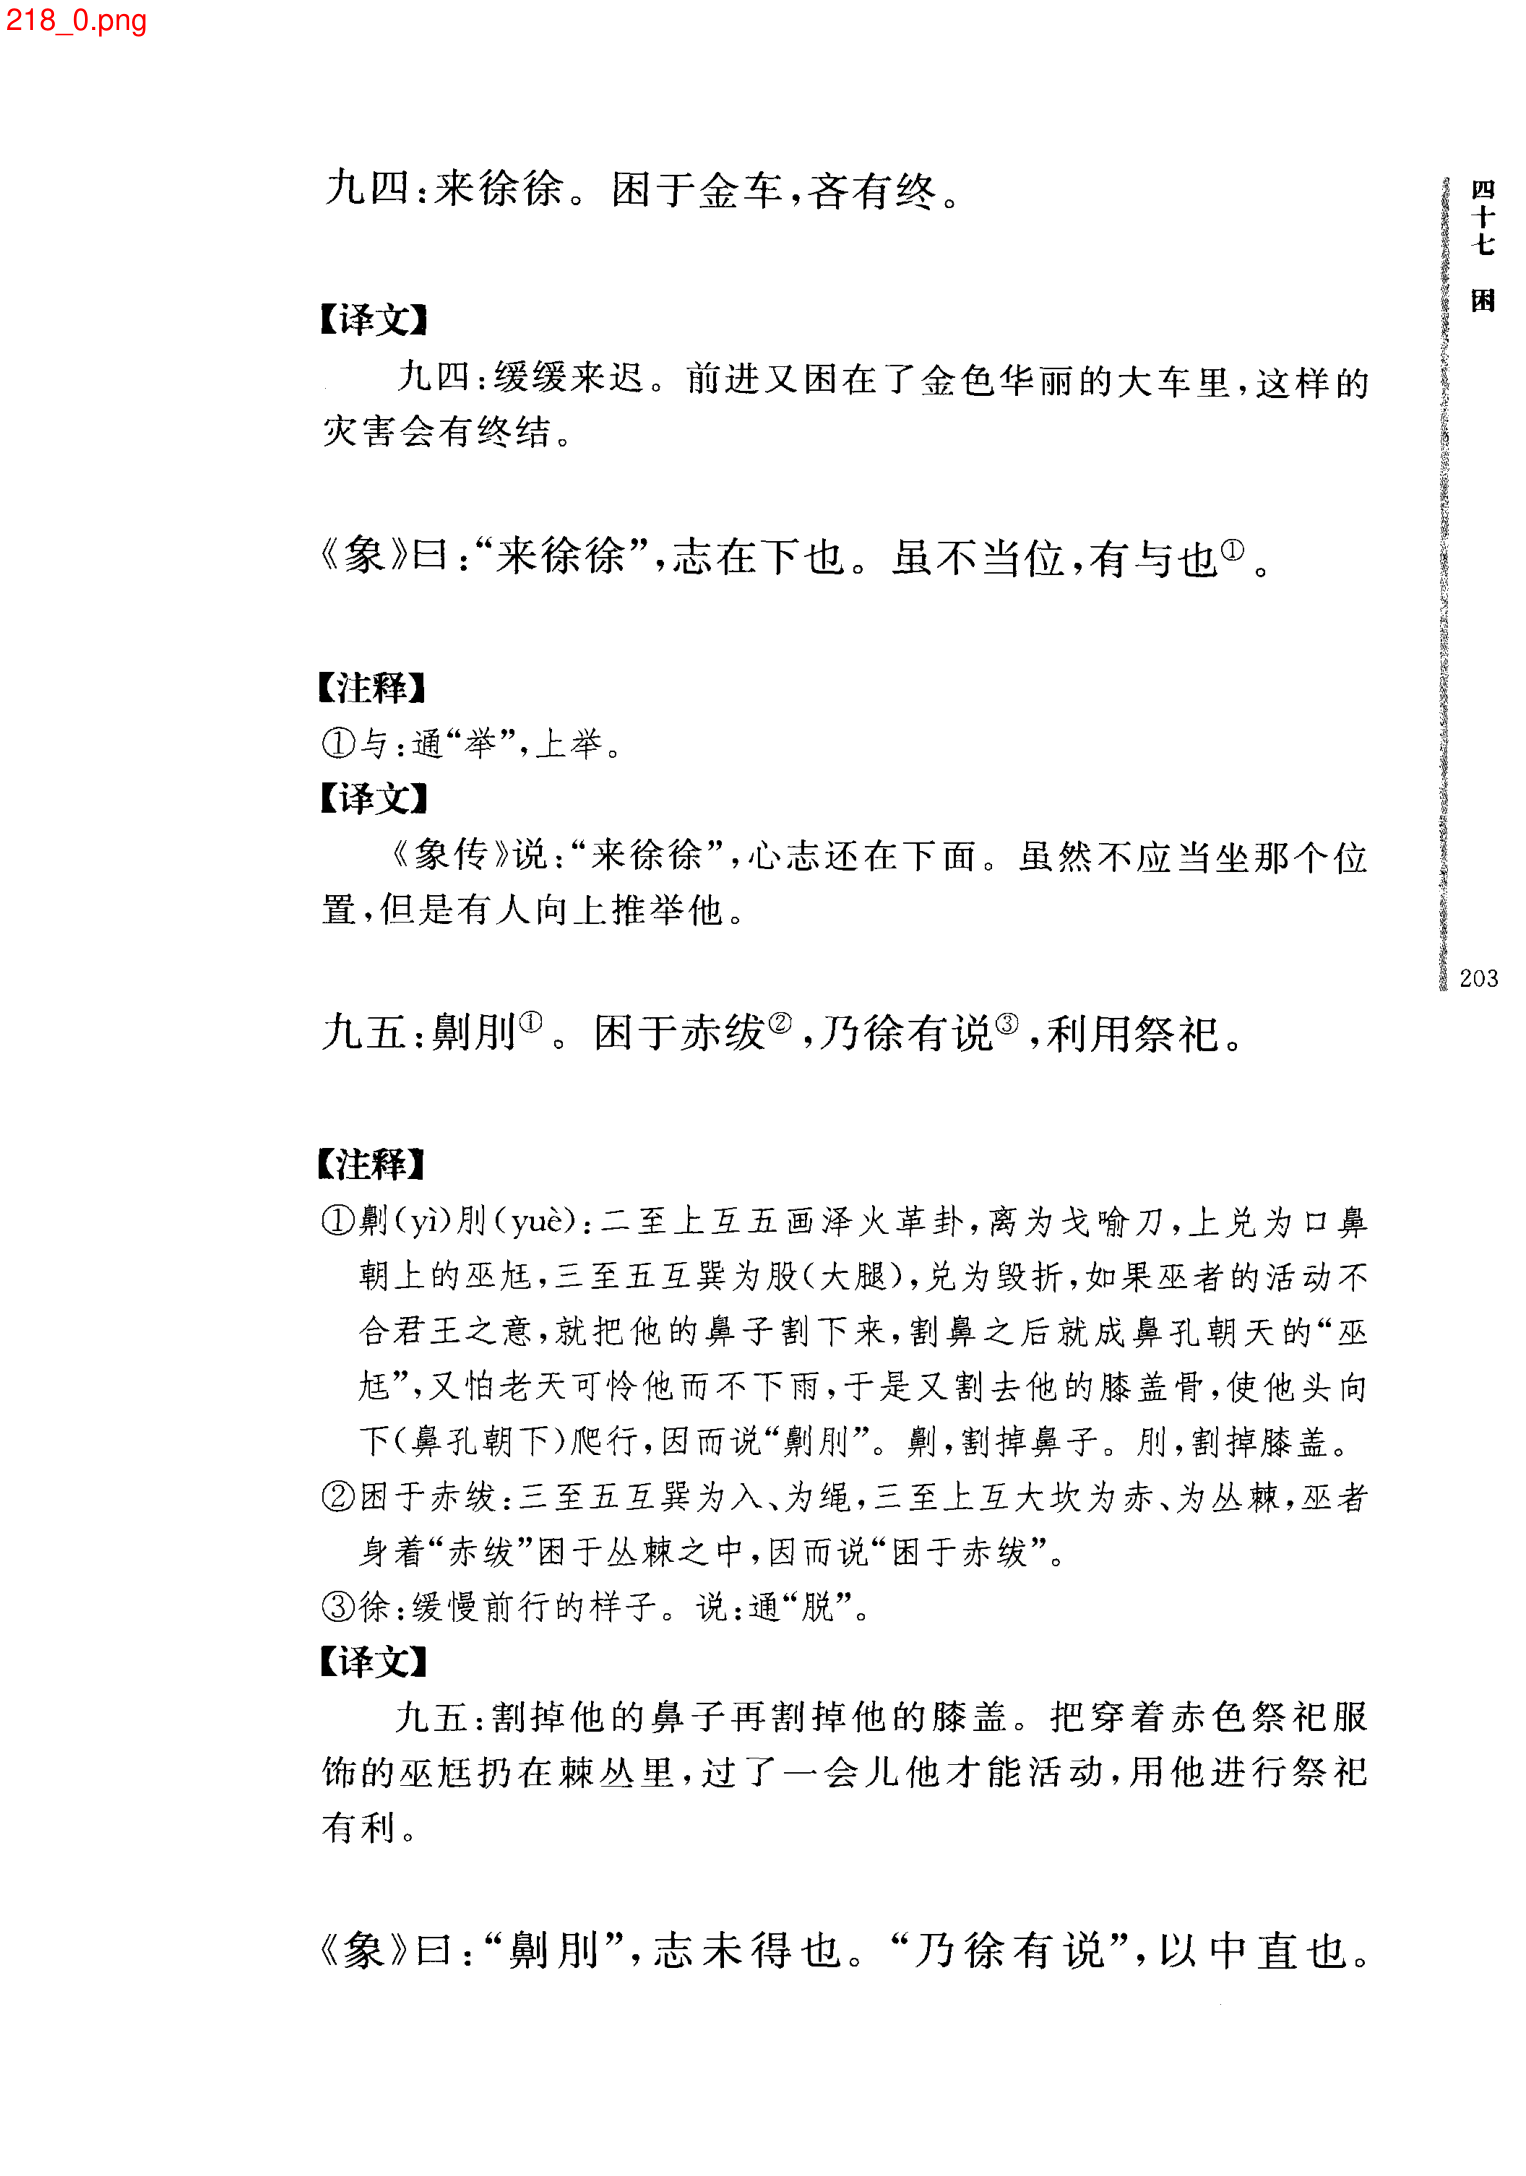 218_0.png
九四：来徐徐。困于金车，吝有终。
【译文】
九四：缓缓来迟。前进又困在了金色华丽的大车里，这样的
灾害会有终结。
《象》曰：“来徐徐”，志在下也。虽不当位，有与也①。
【注释】
①与：通“举”，上举。
【译文】
《象传》说：“来徐徐”，心志还在下面。虽然不应当坐那个位
置，但是有人向上推举他。
九五：劓刖①。困于赤绂②，乃徐有说③，利用祭祀。
【注释】
①劓(yì)刖(yuè)：二至上互五画泽火革卦，离为戈喻刀，上兑为口鼻
朝上的巫尪，三至五互巽为股(大腿)，兑为毁折，如果巫者的活动不
合君王之意，就把他的鼻子割下来，割鼻之后就成鼻孔朝天的“巫
尪”，又怕老天可怜他而不下雨，于是又割去他的膝盖骨，使他头向
下(鼻孔朝下)爬行，因而说“劓刖”。劓，割掉鼻子。刖，割掉膝盖。
②困于赤绂：三至五互巽为入、为绳，三至上互大坎为赤、为丛棘，巫者
身着“赤绂”困于丛棘之中，因而说“困于赤绂”。
③徐：缓慢前行的样子。说：通“脱”。
【译文】
九五：割掉他的鼻子再割掉他的膝盖。把穿着赤色祭祀服
饰的巫尪扔在棘丛里，过了一会儿他才能活动，用他进行祭祀
有利。
《象》曰：“劓刖”，志未得也。“乃徐有说”，以中直也。
四十七 困
203